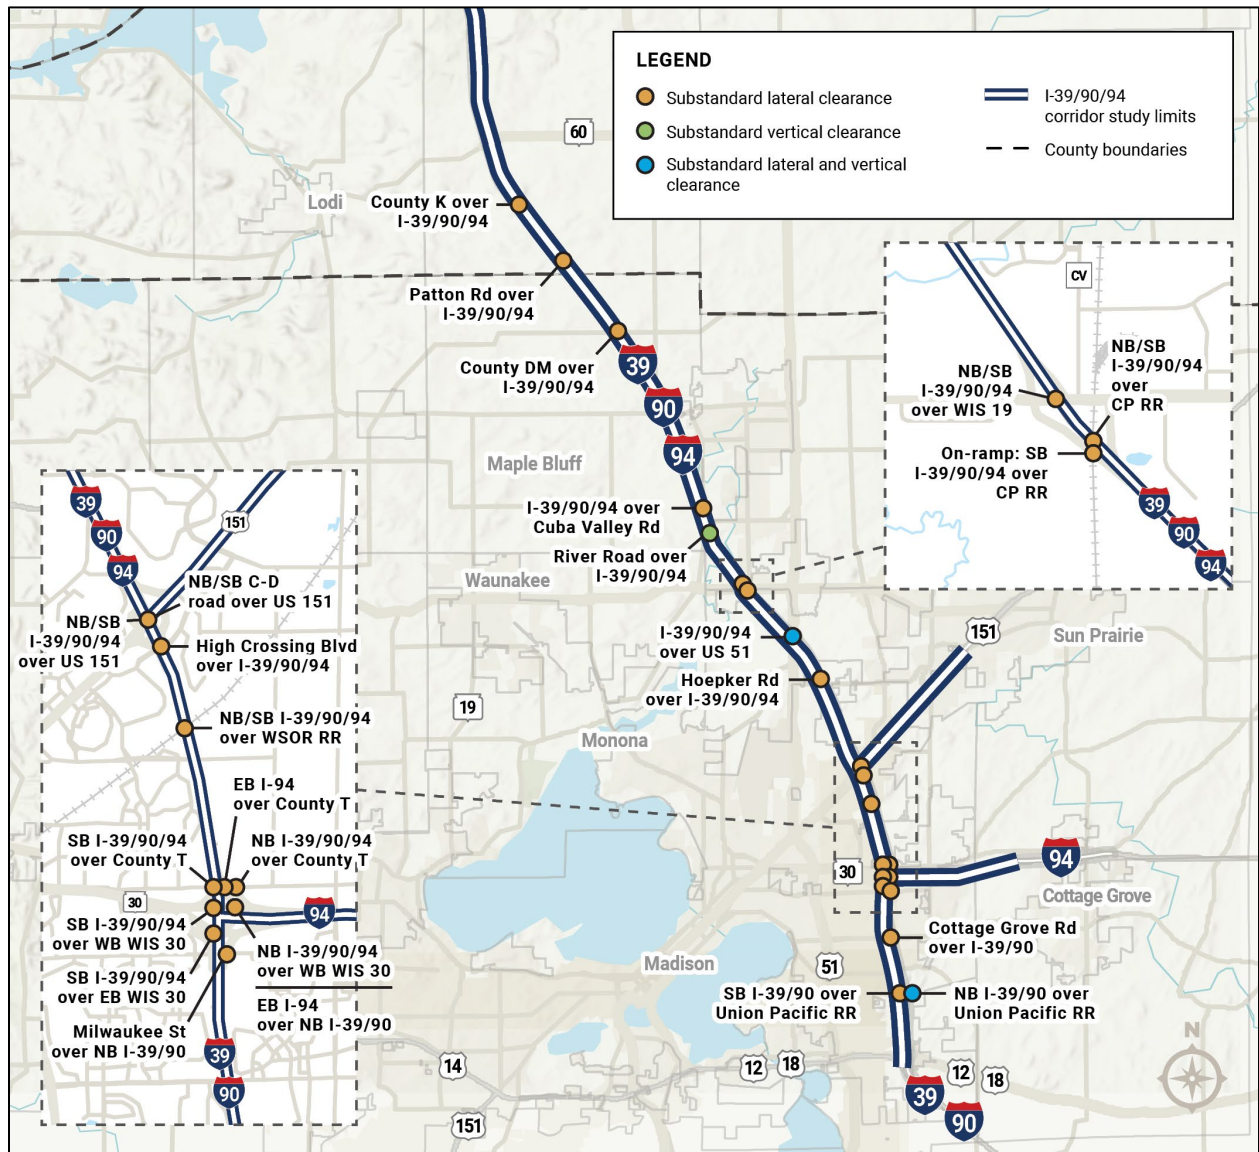 LEGEND
Substandard lateral clearance
Substandard vertical clearance
Substandard lateral and vertical
clearance
I-39/90/94
corridor study limits
County boundaries
60
Lodi
County K over
I-39/90/94
Patton Rd over
I-39/90/94
County DM over
I-39/90/94
39
90
94
Maple Bluff
I-39/90/94 over
Cuba Valley Rd
River Road over
I-39/90/94
Waunakee
I-39/90/94
over US 51
Hoepker Rd
over I-39/90/94
151
Sun Prairie
19
Monona
30
94
Cottage Grove
Cottage Grove Rd
over I-39/90
Madison
51
SB I-39/90 over
Union Pacific RR
NB I-39/90 over
Union Pacific RR
14
12
18
12
18
151
39
90
N
CV
NB/SB
I-39/90/94
over WIS 19
NB/SB
I-39/90/94
over
CP RR
On-ramp: SB
I-39/90/94 over
CP RR
39
90
94
39
90
94
151
NB/SB C-D
road over US 151
NB/SB
I-39/90/94
over US 151
High Crossing Blvd
over I-39/90/94
NB/SB I-39/90/94
over WSOR RR
EB I-94
over County T
SB I-39/90/94
over County T
NB I-39/90/94
over County T
30
94
SB I-39/90/94
over WB WIS 30
NB I-39/90/94
over WB WIS 30
SB I-39/90/94
over EB WIS 30
EB I-94
over NB I-39/90
Milwaukee St
over NB I-39/90
39
90